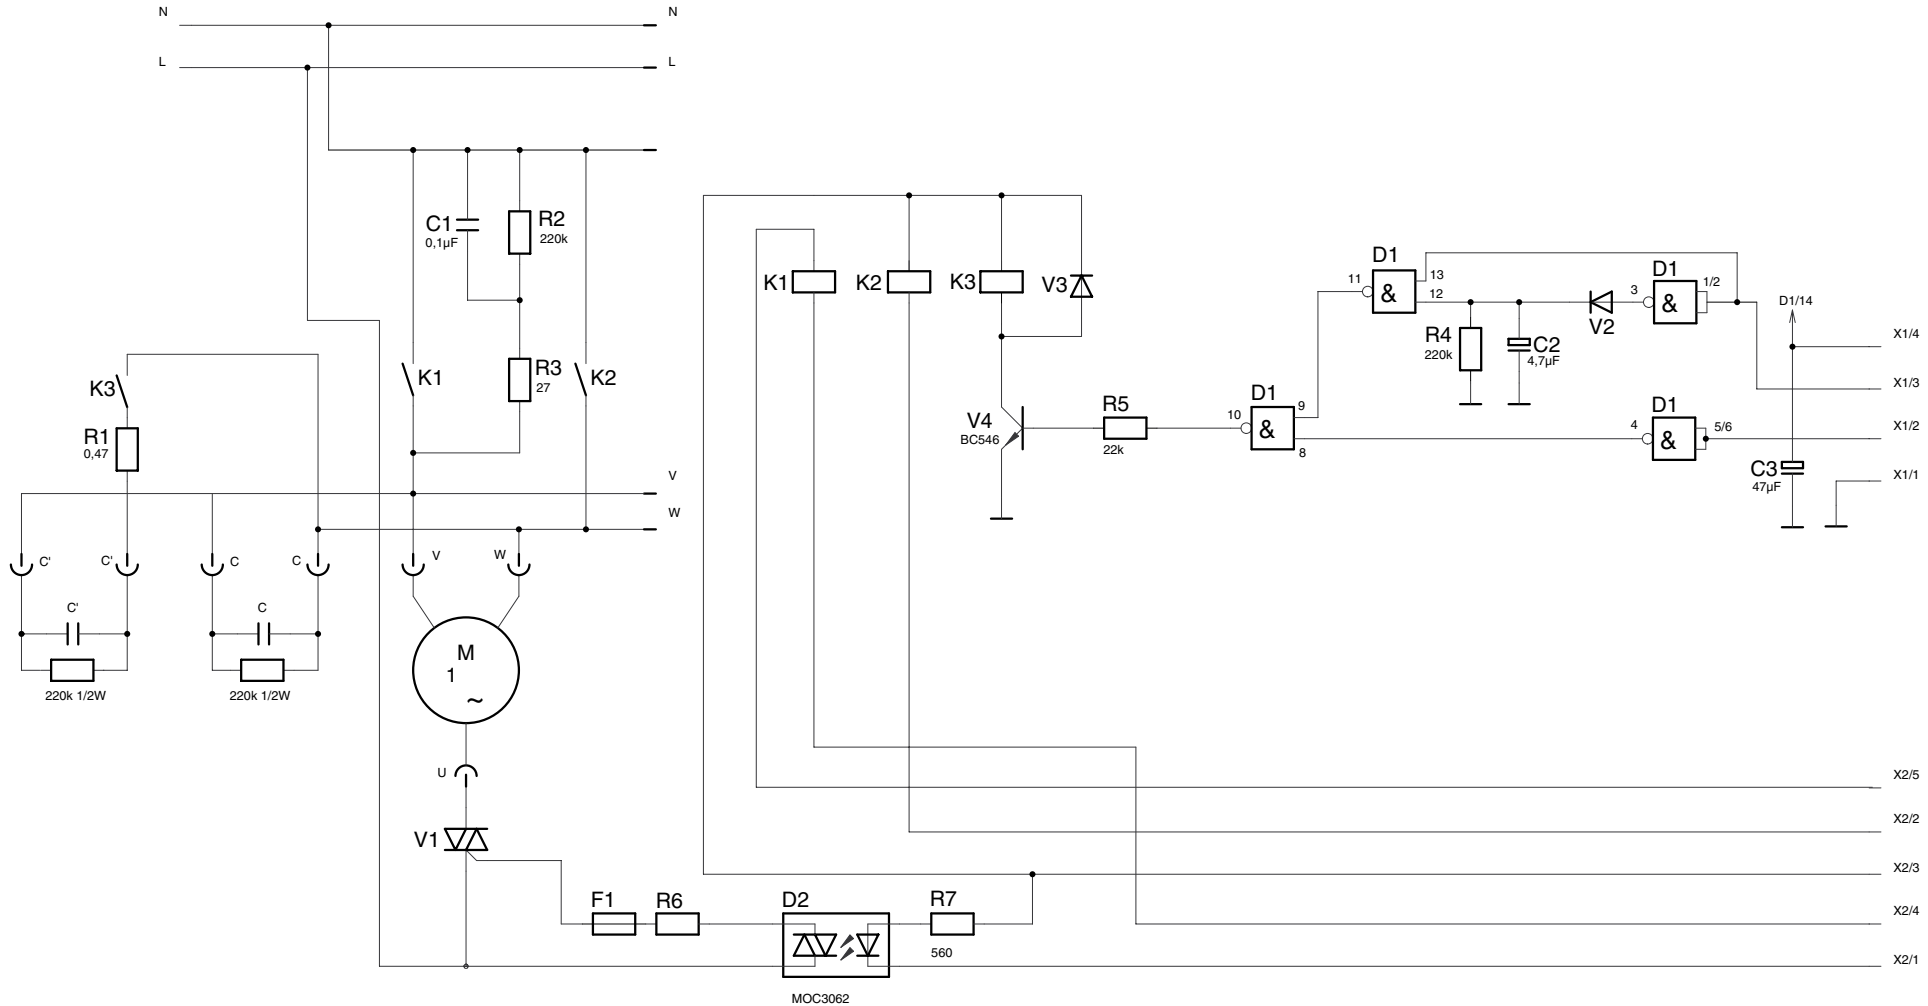 N
N
L
L
C1
0,1µF
R2
220k
K1
K2
K3
V3
D1
11
13
12
&
D1
3
1/2
&
V2
R4
220k
C2
4,7µF
D1/14
X1/4
X1/3
X1/2
X1/1
K3
R1
0,47
K1
R3
27
K2
V4
BC546
R5
22k
D1
10
9
8
&
D1
4
5/6
&
C3
47µF
V
W
C'
C'
C
C
V
W
C'
C
220k 1/2W
220k 1/2W
M
1
~
U
V1
F1
R6
D2
R7
560
MOC3062
X2/5
X2/2
X2/3
X2/4
X2/1